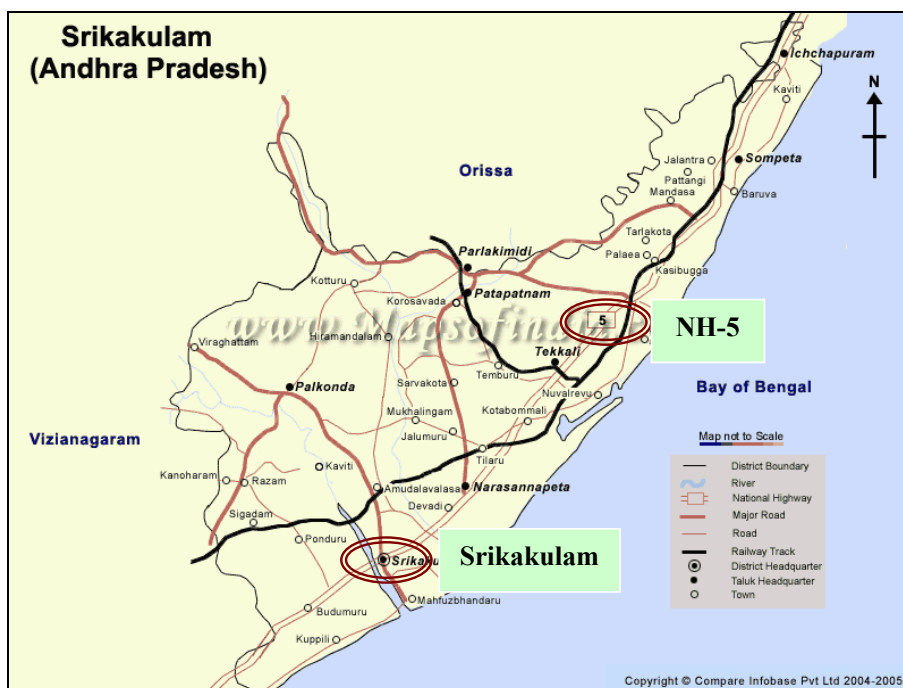 Srikakulam
(Andhra Pradesh)
Ichchapuram
Kaviti
N
Orissa
Jalantra
Sompeta
Pattangi
Mandasa
Baruva
Tarlakota
Palaea
Kasibugga
Parlakimidi
Kotturu
Patapatnam
Korosavada
www.Mapsofindia
5
NH-5
Hiramandalam
Viraghattam
Tekkali
Temburu
Palkonda
Sarvakota
Nuvalrevu
Bay of Bengal
Mukhalingam
Kotabommali
Jalumuru
Vizianagaram
Tilaru
Map not to Scale
Kaviti
Kanoharam
Razam
Amudalavalasa
Narasannapeta
Devadi
Sigadam
Ponduru
Srikaku
Srikakulam
Mahfuzbhandaru
Budumuru
Kuppili
District Boundary
River
National Highway
Major Road
Road
Railway Track
District Headquarter
Taluk Headquarter
Town
Copyright © Compare Infobase Pvt Ltd 2004-2005